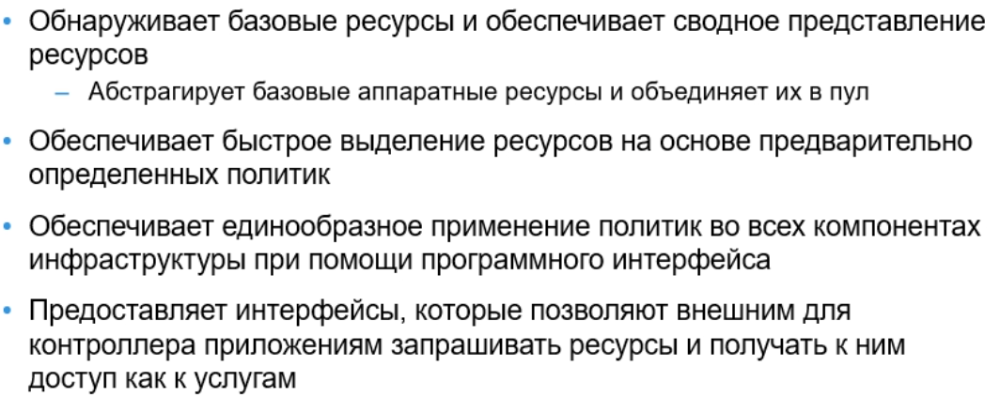 • Обнаруживает базовые ресурсы и обеспечивает сводное представление
ресурсов
– Абстрагирует базовые аппаратные ресурсы и объединяет их в пул
• Обеспечивает быстрое выделение ресурсов на основе предварительно
определенных политик
• Обеспечивает единообразное применение политик во всех компонентах
инфраструктуры при помощи программного интерфейса
• Предоставляет интерфейсы, которые позволяют внешним для
контроллера приложениям запрашивать ресурсы и получать к ним
доступ как к услугам